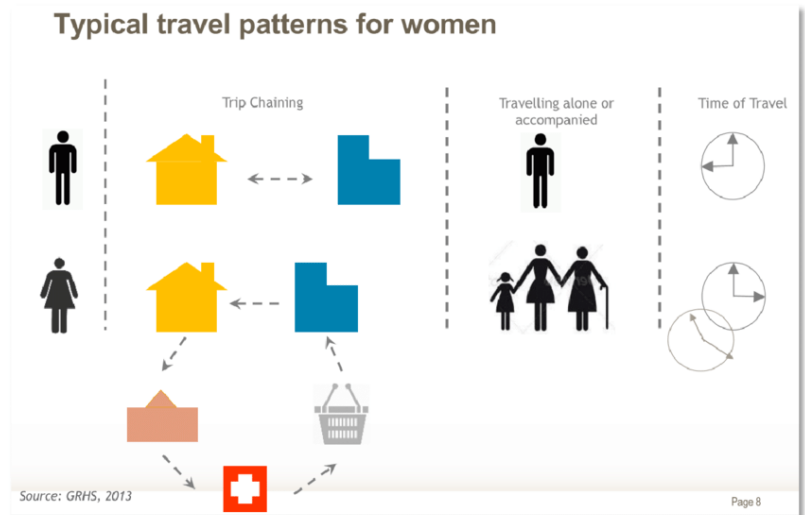 Typical travel patterns for women
Trip Chaining
Travelling alone or
accompanied
Time of Travel
Source: GRHS, 2013
Page 8